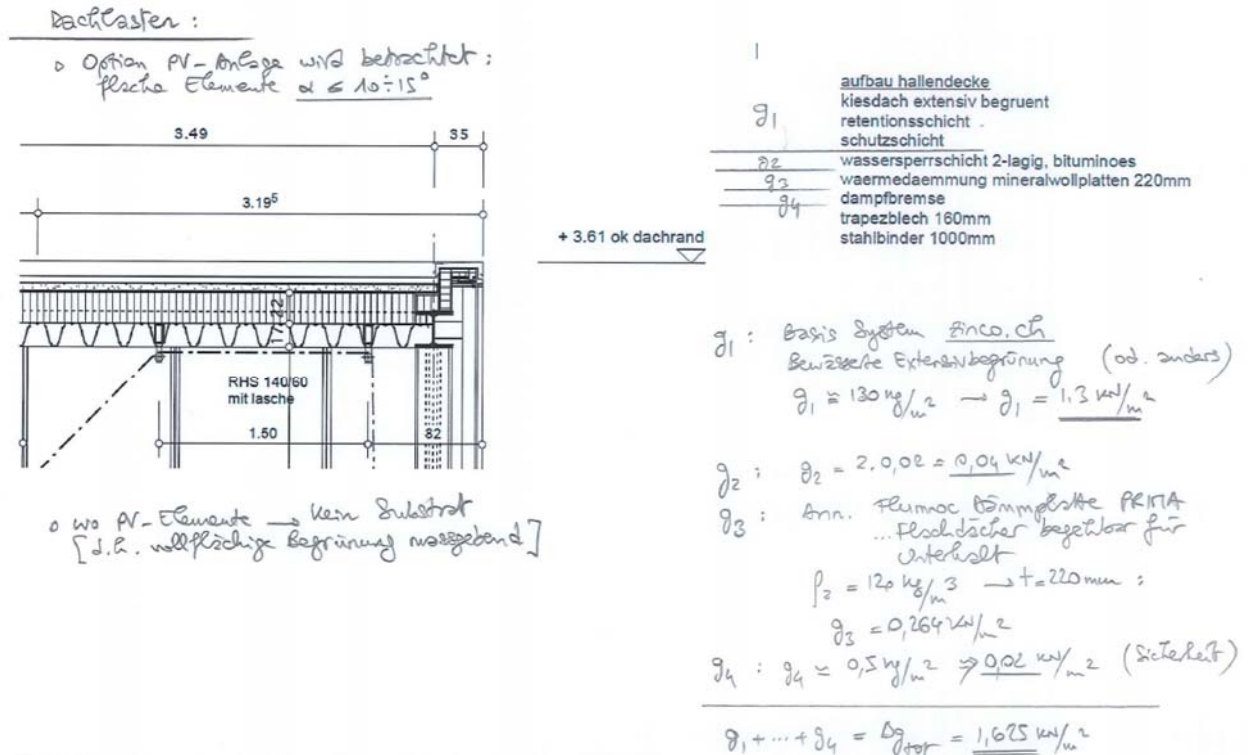 Dachlasten :
▷ Option PV-Anlage wird betrachtet :
flache Elemente α ≤ 10÷15°
3.49
35
3.19⁵
+ 3.61 ok dachrand
17
22
RHS 140/60
mit lasche
1.50
82
o wo PV-Elemente → kein Substrat
[d.h. vollflächige Begrünung massgebend]
aufbau hallendecke
g1 kiesdach extensiv begruent
retentionsschicht
schutzschicht
g2 wassersperrschicht 2-lagig, bituminoes
g3 waermedaemmung mineralwollplatten 220mm
g4 dampfbremse
trapezblech 160mm
stahlbinder 1000mm
g1 : Basis System zinco.ch
Bewässerte Extensivbegrünung (od. anders)
g1 ≅ 130 kg/m² → g1 = 1.3 kN/m²
g2 : g2 = 2.0,02 = 0,04 kN/m²
g3 : Ann. Flumroc Dämmplatte PRIMA
...Flachdächer begehbar für
Unterhalt
ρ2 = 120 kg/m3 → t=220mm :
g3 = 0,264 kN/m²
g4 : g4 ≅ 0,5 kg/m² ⇒ 0,02 kN/m² (Sicherheit)
g1 + ... + g4 = Δgtot = 1,625 kN/m²